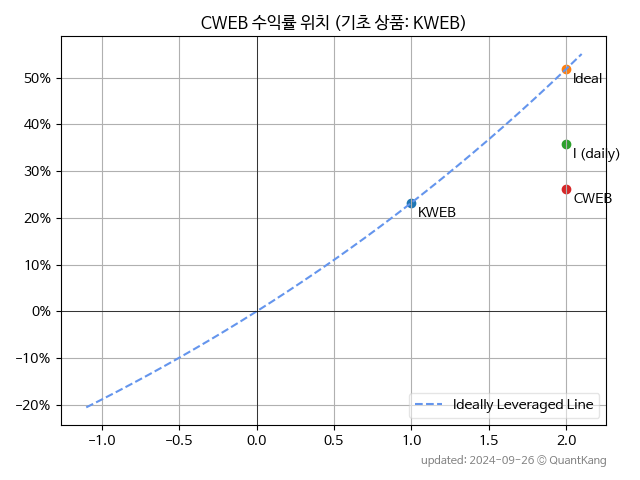 CWEB 수익률 위치 (기초 상품: KWEB)
50%
40%
30%
20%
10%
0%
−10%
−20%
Ideal
I (daily)
CWEB
KWEB
Ideally Leveraged Line
−1.0
−0.5
0.0
0.5
1.0
1.5
2.0
updated: 2024-09-26 © QuantKang